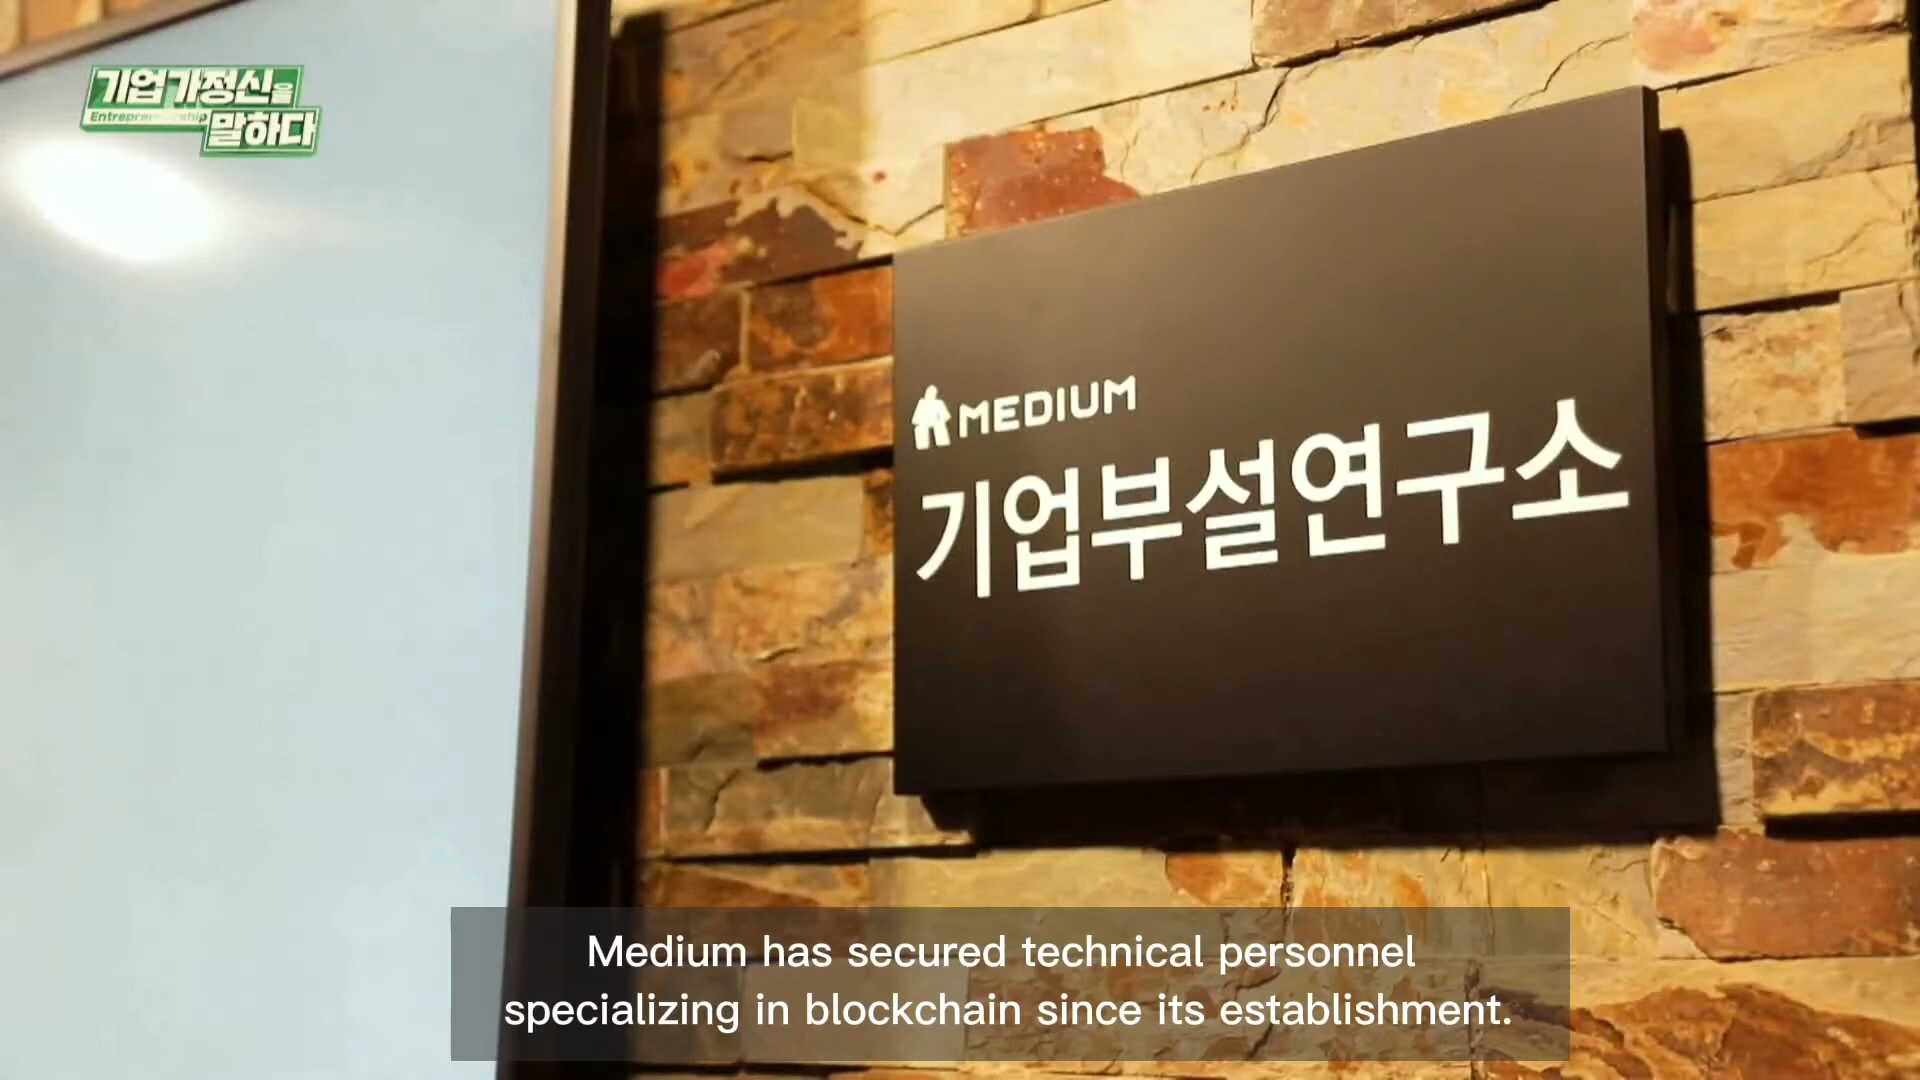 기업가정신을
Entrepreneurship
말하다
MEDIUM
기업부설연구소
Medium has secured technical personnel
specializing in blockchain since its establishment.